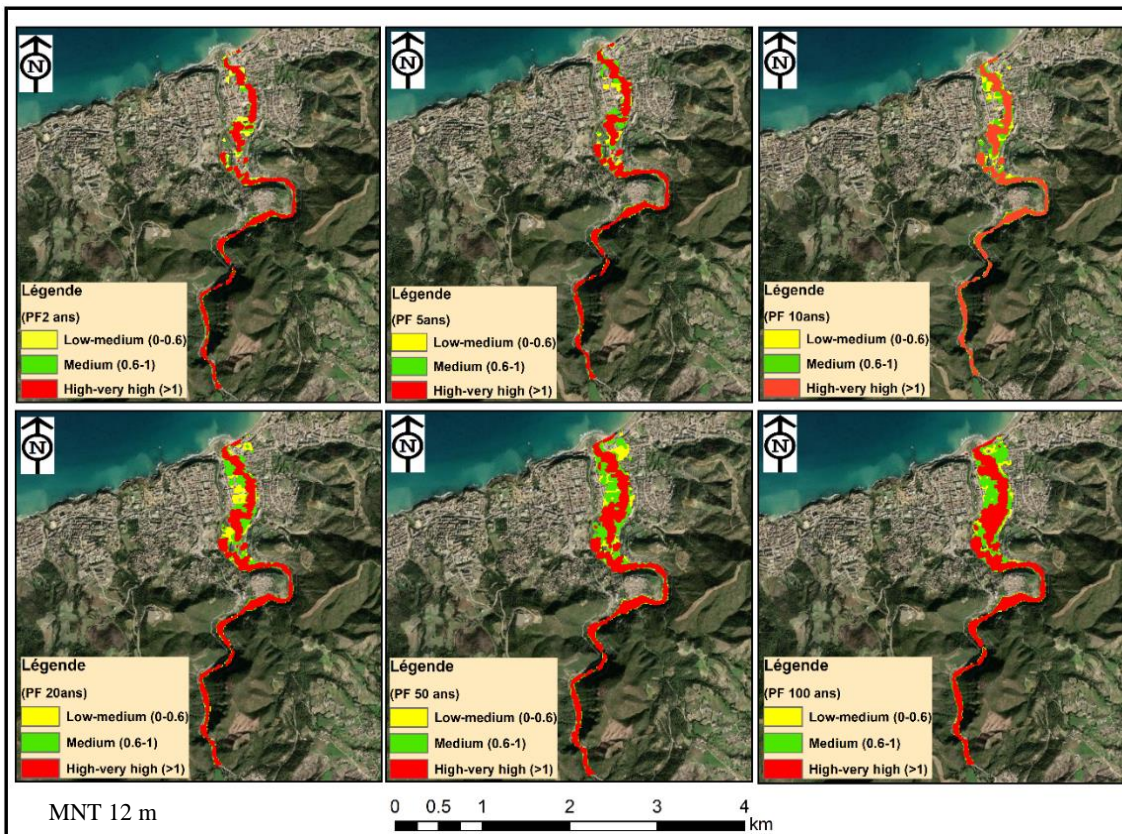 N
Légende
(PF2 ans)
Low-medium (0-0.6)
Medium (0.6-1)
High-very high (>1)
N
Légende
(PF 5ans)
Low-medium (0-0.6)
Medium (0.6-1)
High-very high (>1)
N
Légende
(PF 10ans)
Low-medium (0-0.6)
Medium (0.6-1)
High-very high (>1)
N
Légende
(PF 20ans)
Low-medium (0-0.6)
Medium (0.6-1)
High-very high (>1)
N
Légende
(PF 50 ans)
Low-medium (0-0.6)
Medium (0.6-1)
High-very high (>1)
N
Légende
(PF 100 ans)
Low-medium (0-0.6)
Medium (0.6-1)
High-very high (>1)
MNT 12 m
0 0.5 1 2 3 4
km